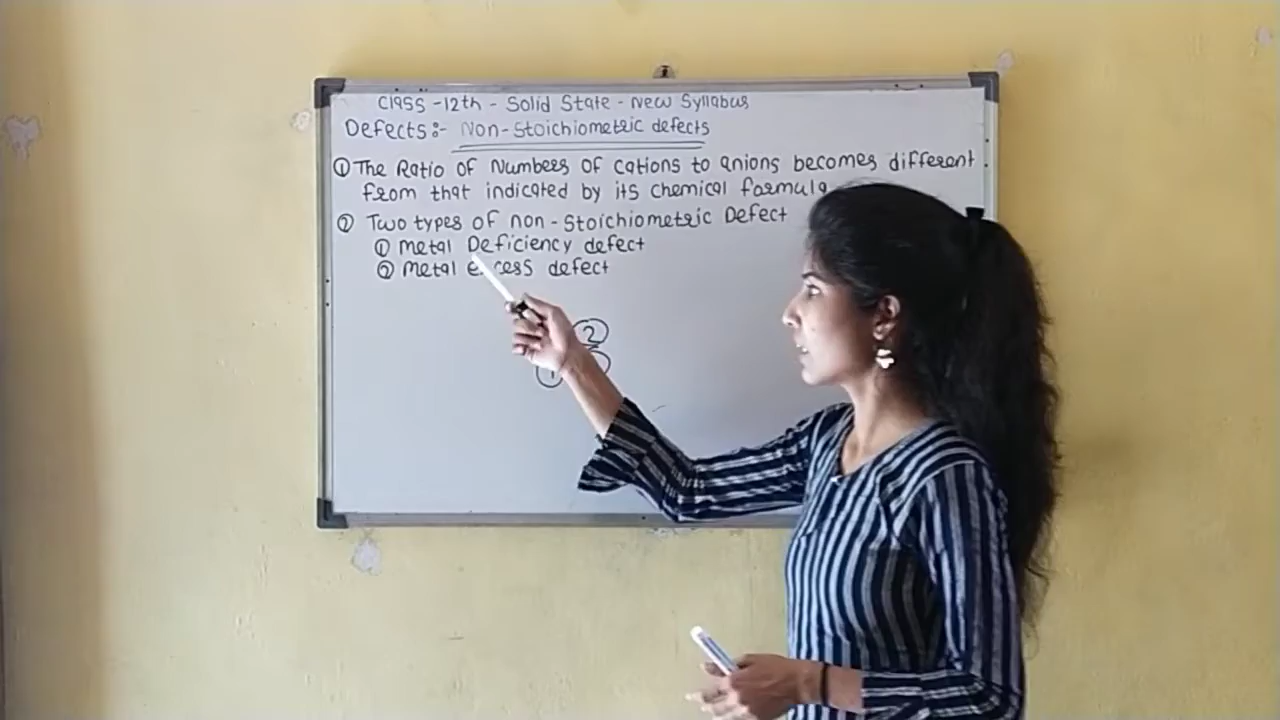 Class -12th - Solid State - New Syllabus
Defects:- Non-Stoichiometric defects
① The Ratio of Numbers of cations to anions becomes different
from that indicated by its chemical formula
② Two types of non-Stoichiometric Defect
① Metal Deficiency defect
② Metal excess defect
②